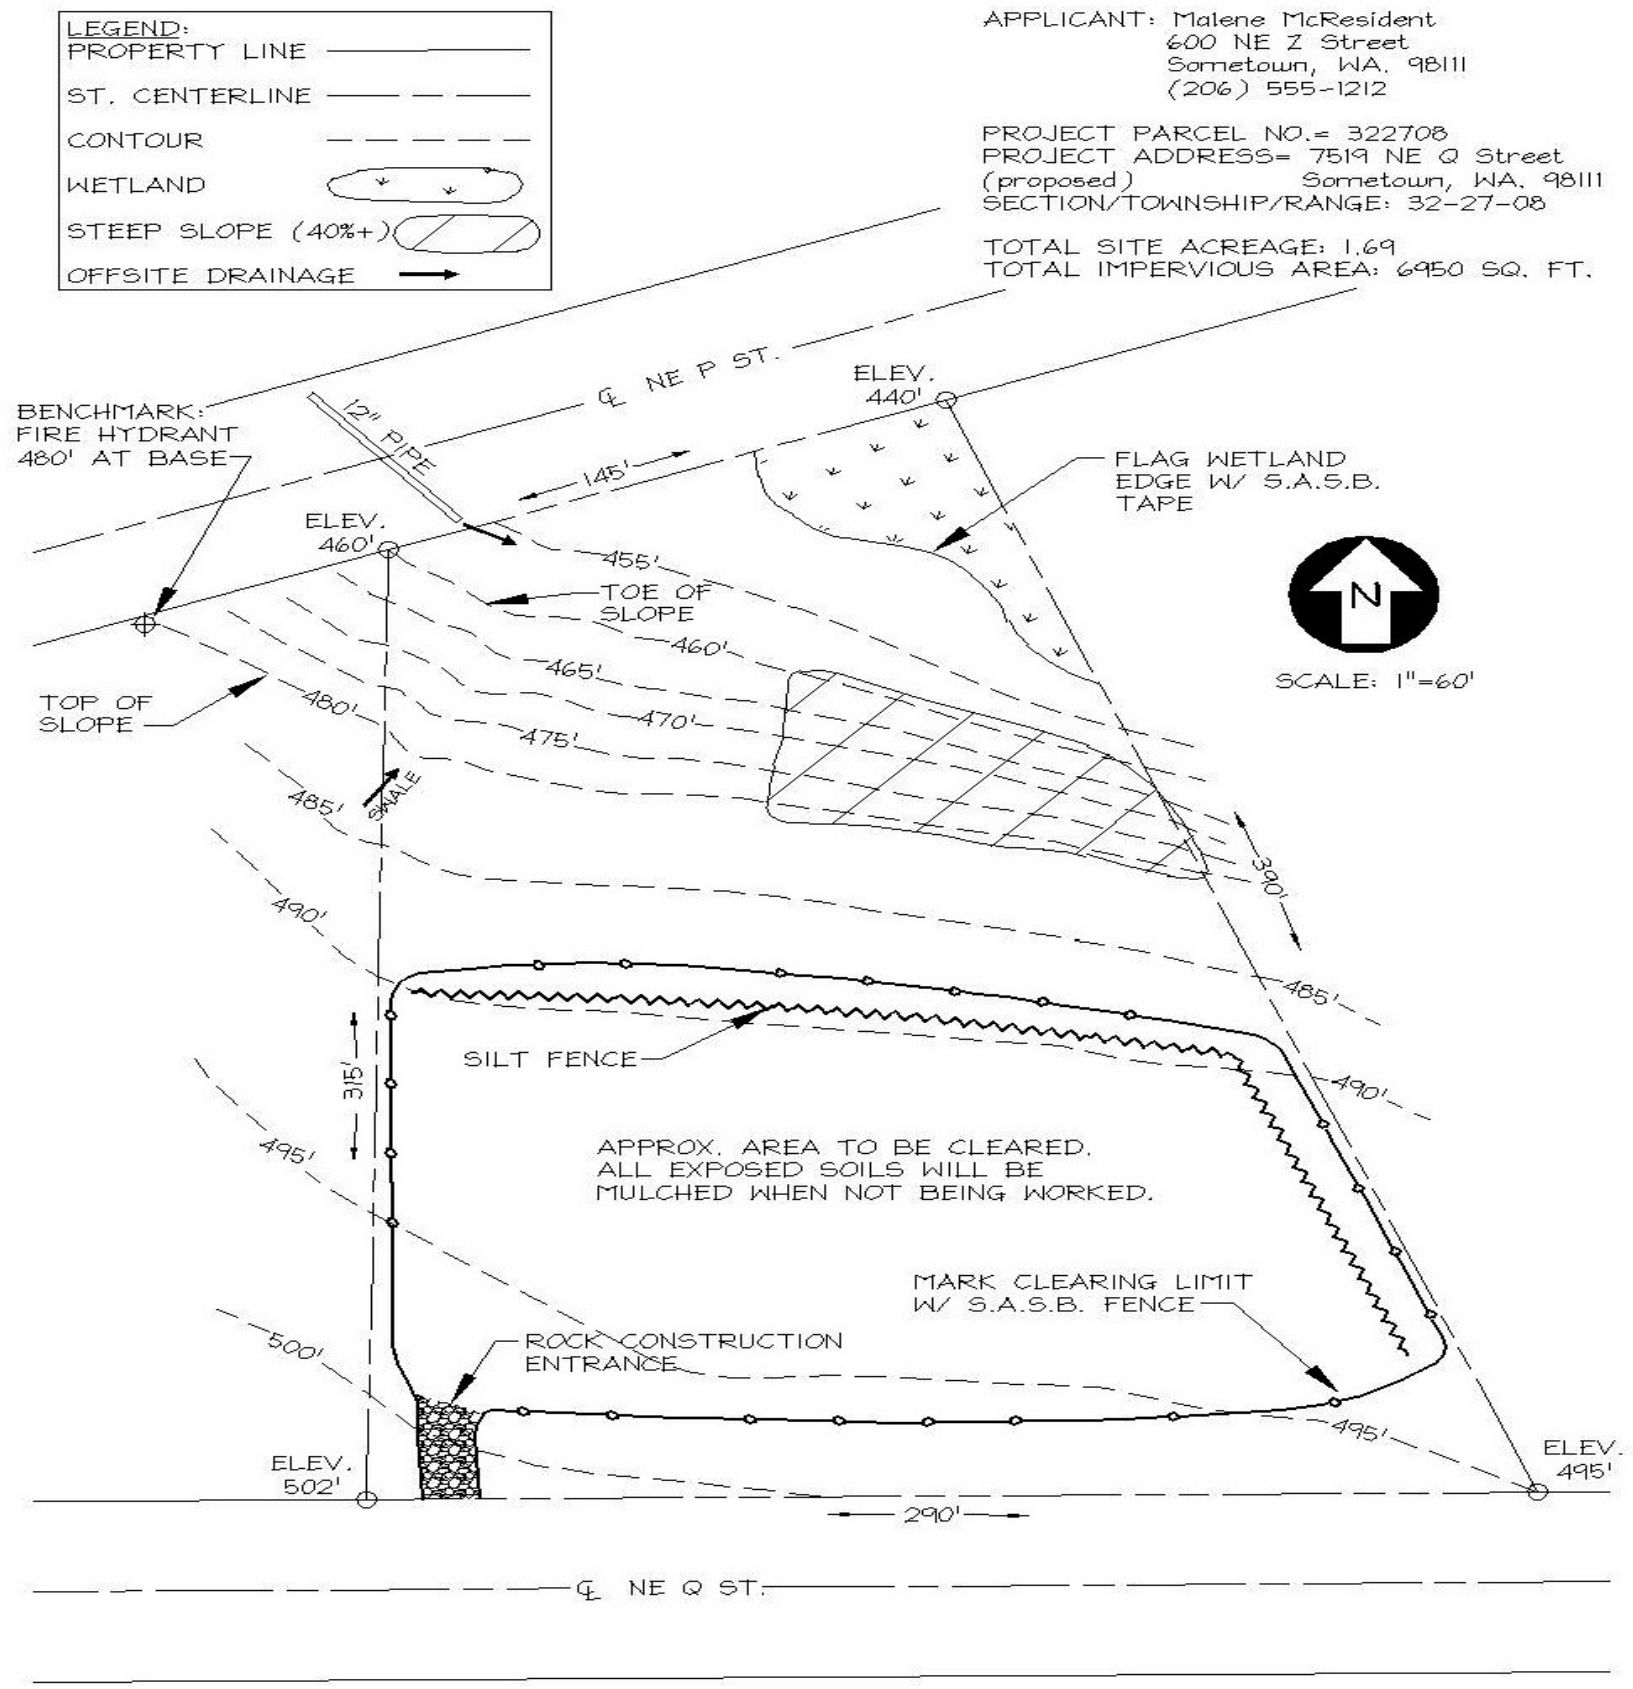 LEGEND:
PROPERTY LINE
ST. CENTERLINE
CONTOUR
WETLAND
STEEP SLOPE (40%+)
OFFSITE DRAINAGE
APPLICANT: Malene McResident
600 NE Z Street
Sometown, WA. 98111
(206) 555-1212
PROJECT PARCEL NO.= 322708
PROJECT ADDRESS= 7519 NE Q Street
(proposed) Sometown, WA. 98111
SECTION/TOWNSHIP/RANGE: 32-27-08
TOTAL SITE ACREAGE: 1.69
TOTAL IMPERVIOUS AREA: 6950 SQ. FT.
℄ NE P ST.
ELEV.
440'
BENCHMARK:
FIRE HYDRANT
480' AT BASE
12" PIPE
145'
FLAG WETLAND
EDGE W/ S.A.S.B.
TAPE
ELEV.
460'
455'
TOE OF
SLOPE
460'
465'
N
SCALE: 1"=60'
TOP OF
SLOPE
480'
470'
475'
485'
SWALE
390'
490'
485'
SILT FENCE
315'
490'
495'
APPROX. AREA TO BE CLEARED.
ALL EXPOSED SOILS WILL BE
MULCHED WHEN NOT BEING WORKED.
MARK CLEARING LIMIT
W/ S.A.S.B. FENCE
500'
ROCK CONSTRUCTION
ENTRANCE
495'
ELEV.
502'
ELEV.
495'
290'
℄ NE Q ST.